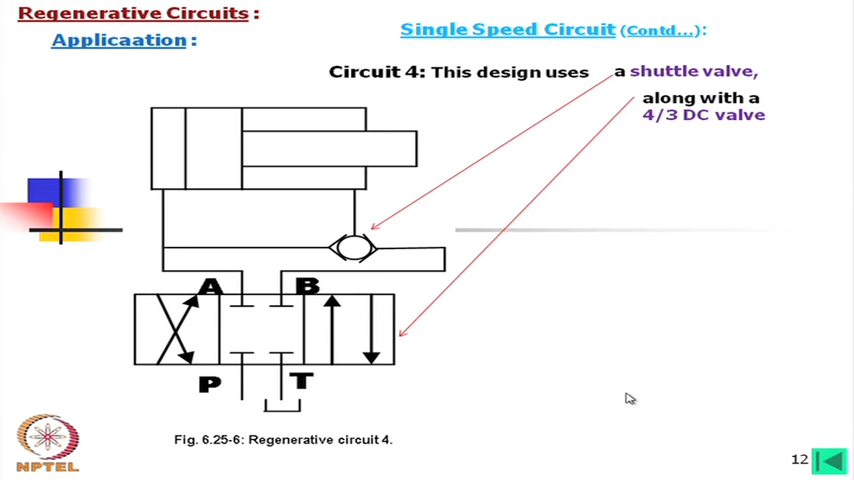 Regenerative Circuits :
Applicaation :
Single Speed Circuit (Contd...):
Circuit 4: This design uses a shuttle valve,
along with a
4/3 DC valve
A B
P T
Fig. 6.25-6: Regenerative circuit 4.
NPTEL
12